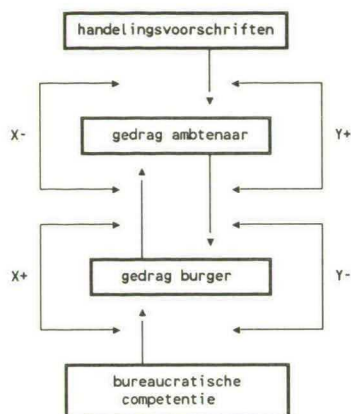 handelingsvoorschriften
X-
gedrag ambtenaar
Y+
X+
gedrag burger
Y-
bureaucratische
competentie